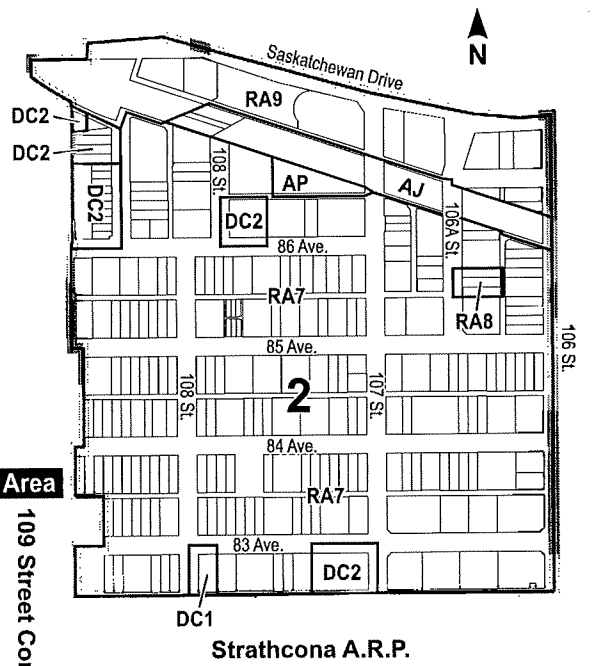 N
Saskatchewan Drive
RA9
DC2
DC2
DC2
108 St.
AP
AJ
106A St.
DC2
86 Ave.
RA7
RA8
85 Ave.
106 St.
108 St.
2
107 St.
84 Ave.
Area
RA7
109 Street Cor
83 Ave.
DC2
DC1
Strathcona A.R.P.